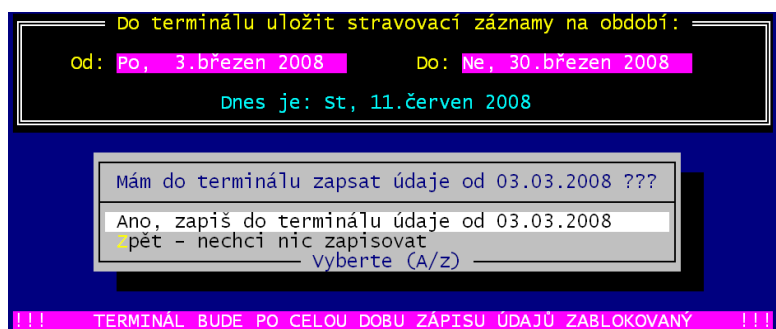 Do terminálu uložit stravovací záznamy na období:
Od: Po, 3.březen 2008 Do: Ne, 30.březen 2008
Dnes je: St, 11.červen 2008
Mám do terminálu zapsat údaje od 03.03.2008 ???
Ano, zapiš do terminálu údaje od 03.03.2008
Zpět – nechci nic zapisovat
Vyberte (A/z)
!!! TERMINÁL BUDE PO CELOU DOBU ZÁPISU ÚDAJŮ ZABLOKOVANÝ !!!